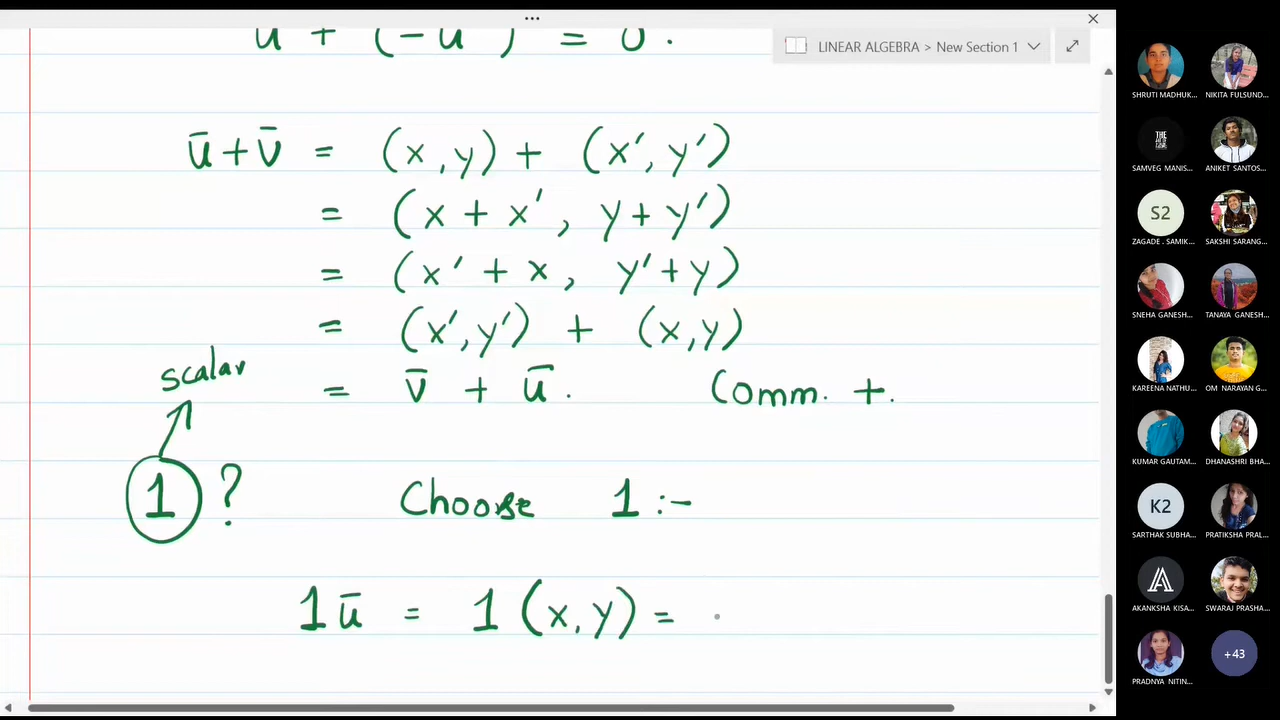 ...
LINEAR ALGEBRA > New Section 1
u + (-u) = 0.
ū + v̄ = (x, y) + (x′, y′)
= (x + x′, y + y′)
= (x′ + x, y′ + y)
= (x′, y′) + (x, y)
= v̄ + ū. Comm. +.
scalar
1 ? Choose 1 :-
1ū = 1(x, y) =
SHRUTI MADHUK...
NIKITA FULSUND...
SAMVEG MANIS...
ANIKET SANTOS...
S2
ZAGADE . SAMIK...
SAKSHI SARANG...
SNEHA GANESH...
TANAYA GANESH...
KAREENA NATHU...
OM NARAYAN G...
KUMAR GAUTAM...
DHANASHRI BHA...
K2
SARTHAK SUBHA...
PRATIKSHA PRAL...
AKANKSHA KISA...
SWARAJ PRASHA...
PRADNYA NITIN...
+43